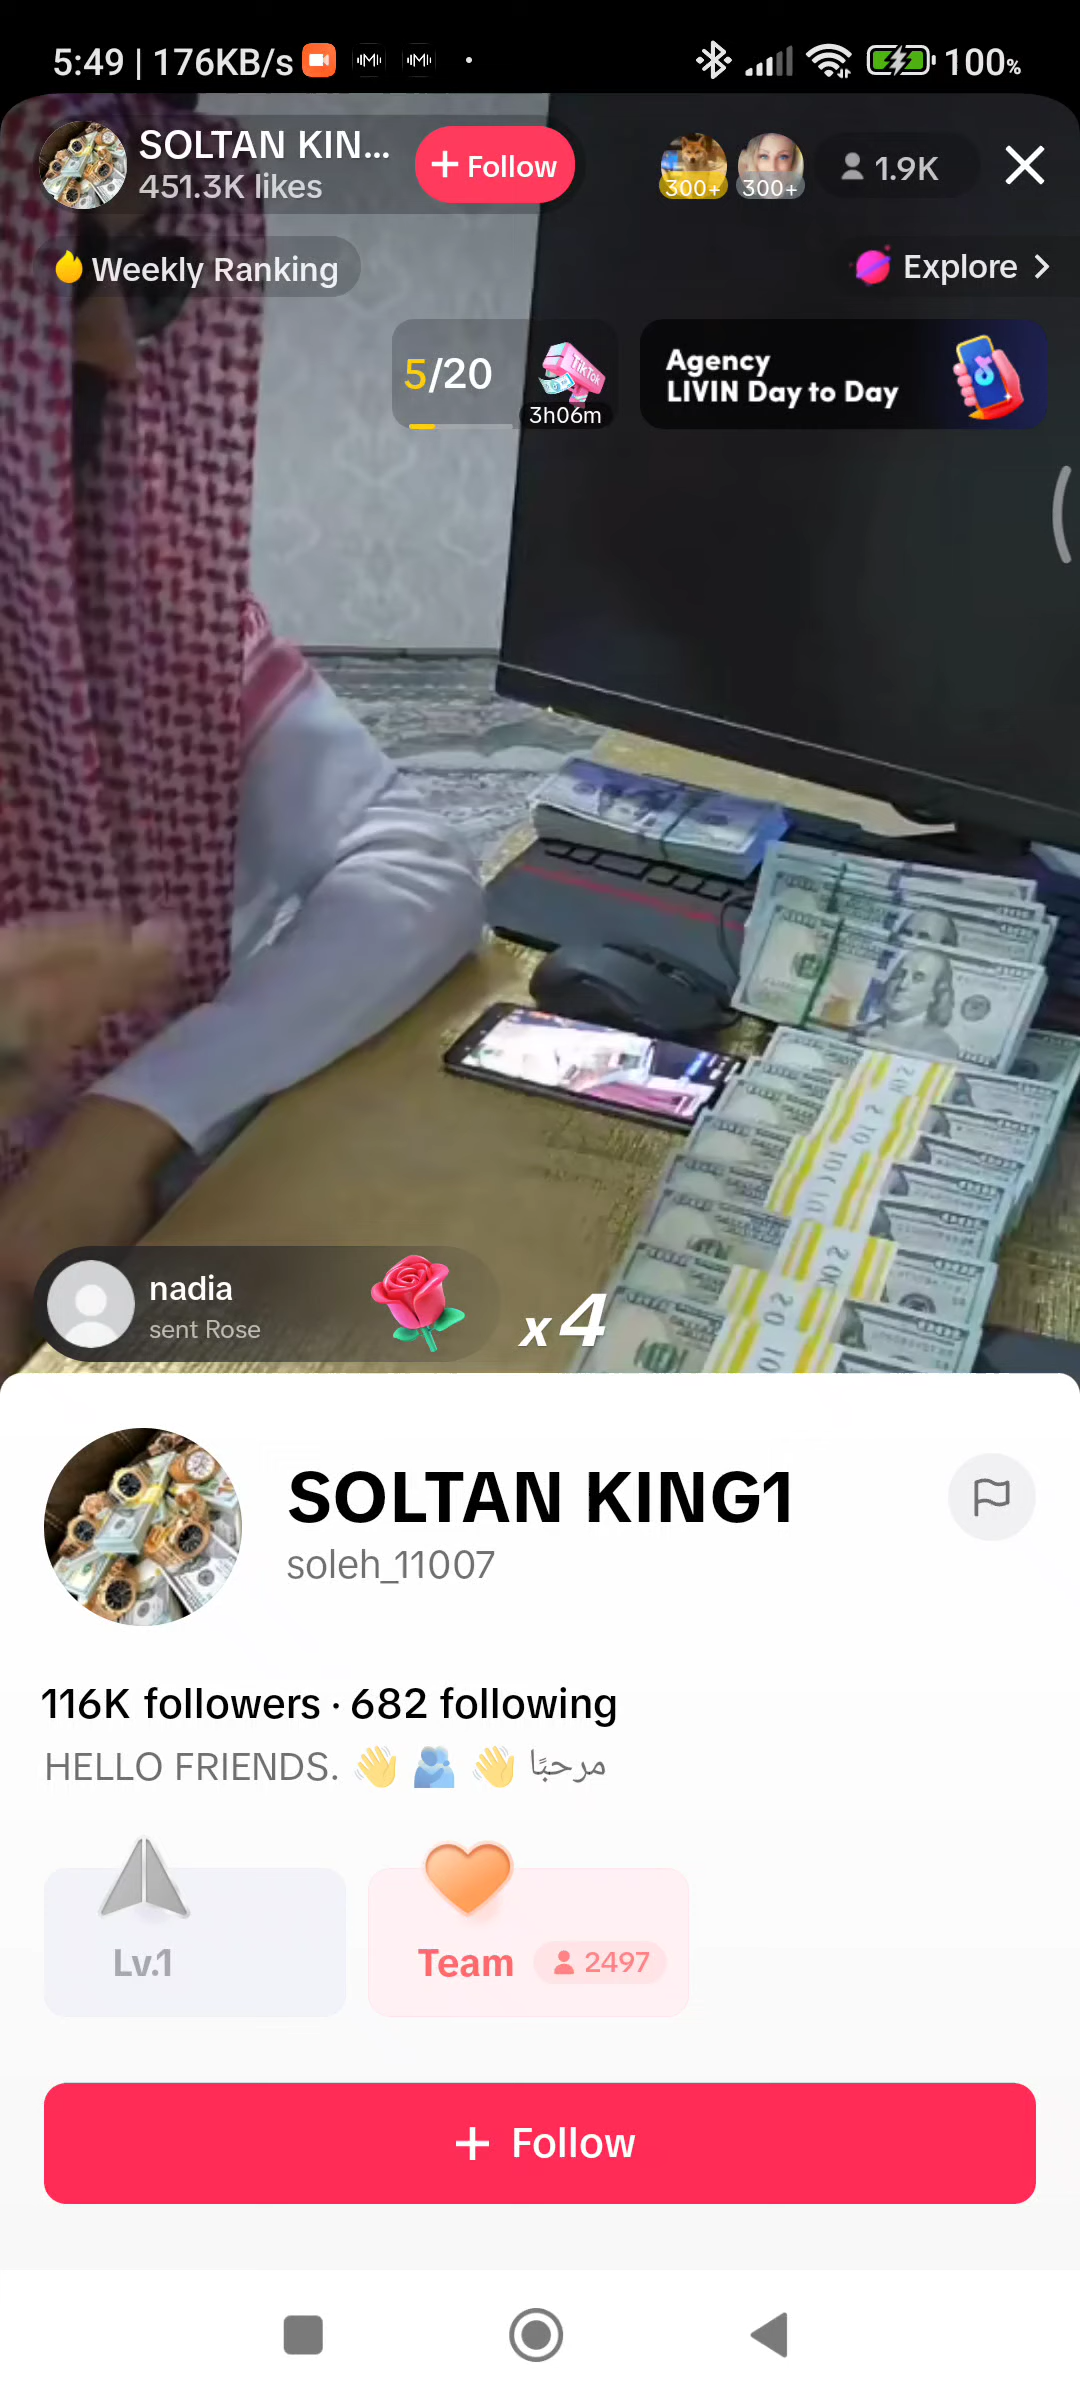 5:49 | 176KB/s
100%
SOLTAN KIN...
451.3K likes
+ Follow
300+
300+
1.9K
Weekly Ranking
Explore >
5/20
TikTok
3h06m
Agency
LIVIN Day to Day
nadia
sent Rose
x4
SOLTAN KING1
soleh_11007
116K followers · 682 following
HELLO FRIENDS. 👋 🫂 👋 مرحبًا
Lv.1
Team 2497
+ Follow